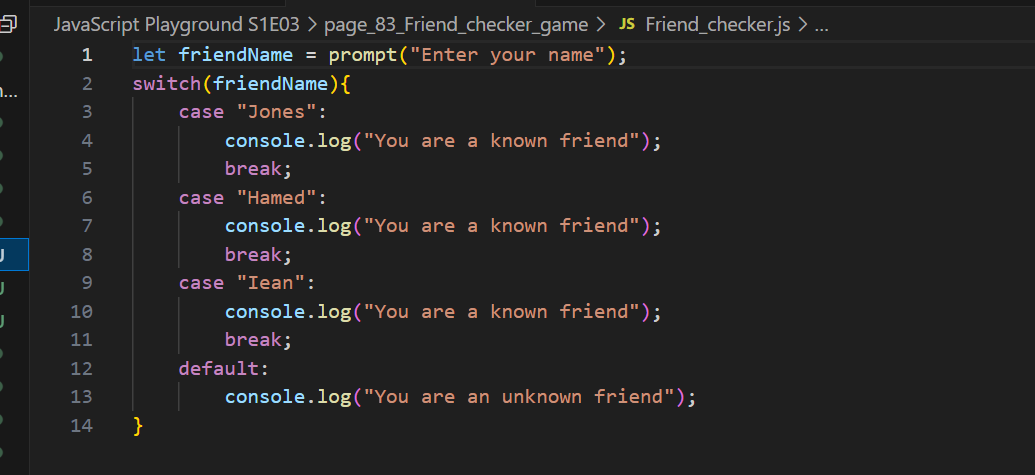 JavaScript Playground S1E03 > page_83_Friend_checker_game > JS Friend_checker.js > ...
1 let friendName = prompt("Enter your name");
2 switch(friendName){
3 case "Jones":
4 console.log("You are a known friend");
5 break;
6 case "Hamed":
7 console.log("You are a known friend");
8 break;
9 case "Iean":
10 console.log("You are a known friend");
11 break;
12 default:
13 console.log("You are an unknown friend");
14 }